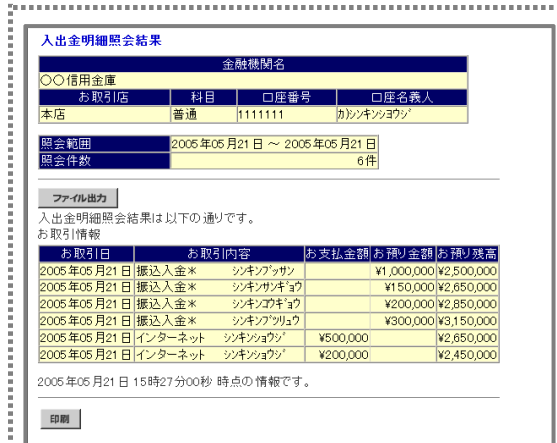 入出金明細照会結果
金融機関名
〇〇信用金庫
お取引店 科目 口座番号 口座名義人
本店 普通 1111111 カ)シンキンショウジ
照会範囲 2005年05月21日 ～ 2005年05月21日
照会件数 6件
ファイル出力
入出金明細照会結果は以下の通りです。
お取引情報
お取引日 お取引内容 お支払金額 お預り金額 お預り残高
2005年05月21日 振込入金＊ シンキンブッサン ¥1,000,000 ¥2,500,000
2005年05月21日 振込入金＊ シンキンサンギョウ ¥150,000 ¥2,650,000
2005年05月21日 振込入金＊ シンキンコウギョウ ¥200,000 ¥2,850,000
2005年05月21日 振込入金＊ シンキンブツリュウ ¥300,000 ¥3,150,000
2005年05月21日 インターネット シンキンショウジ ¥500,000 ¥2,650,000
2005年05月21日 インターネット シンキンショウジ ¥200,000 ¥2,450,000
2005年05月21日 15時27分00秒 時点の情報です。
印刷